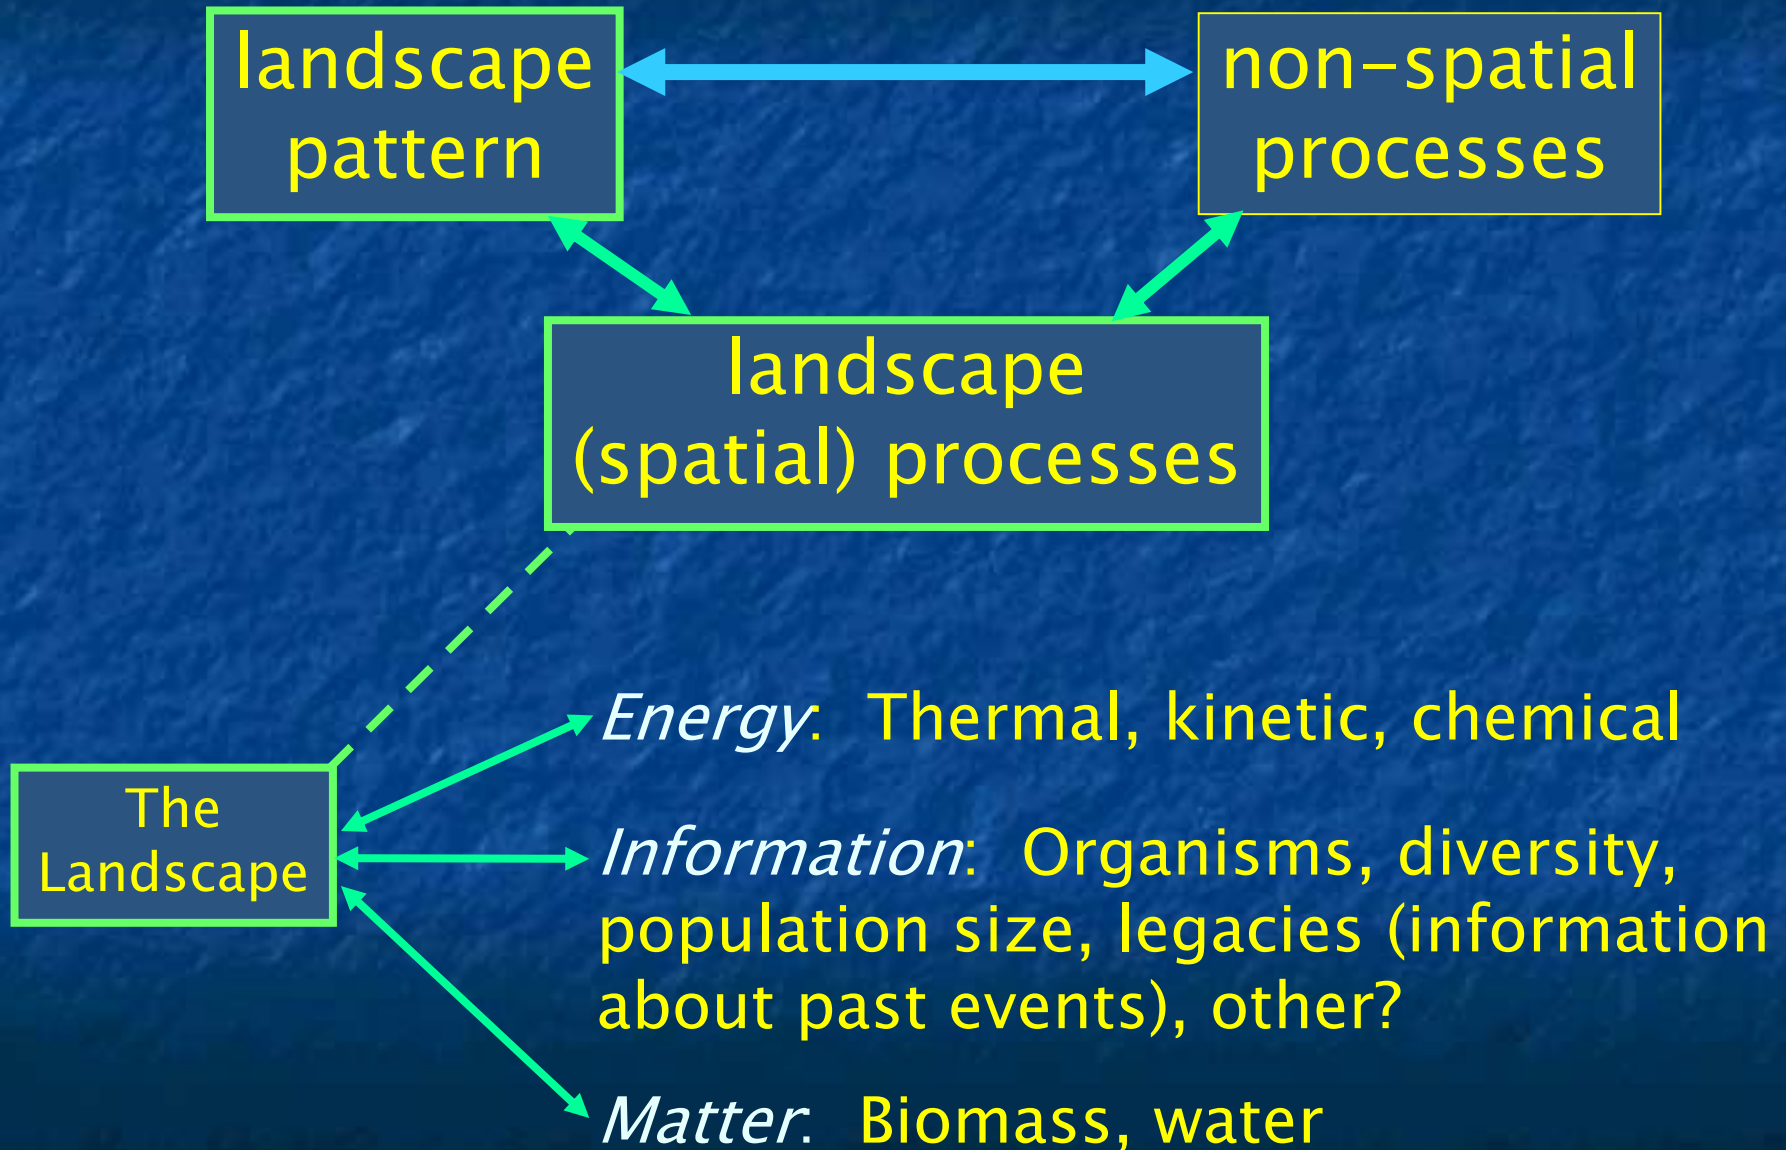 landscape
pattern
non-spatial
processes
landscape
(spatial) processes
The
Landscape
Energy: Thermal, kinetic, chemical
Information: Organisms, diversity,
population size, legacies (information
about past events), other?
Matter: Biomass, water